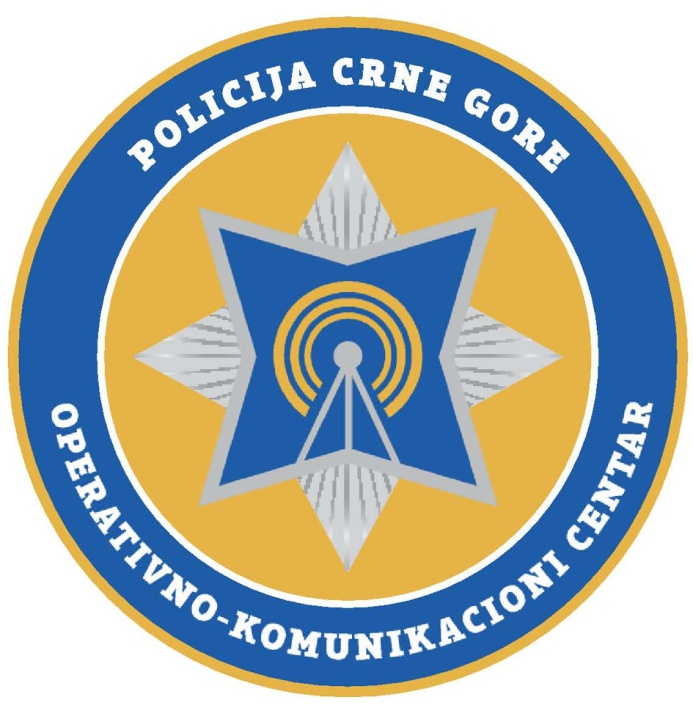 POLICIJA CRNE GORE
OPERATIVNO-KOMUNIKACIONI CENTAR